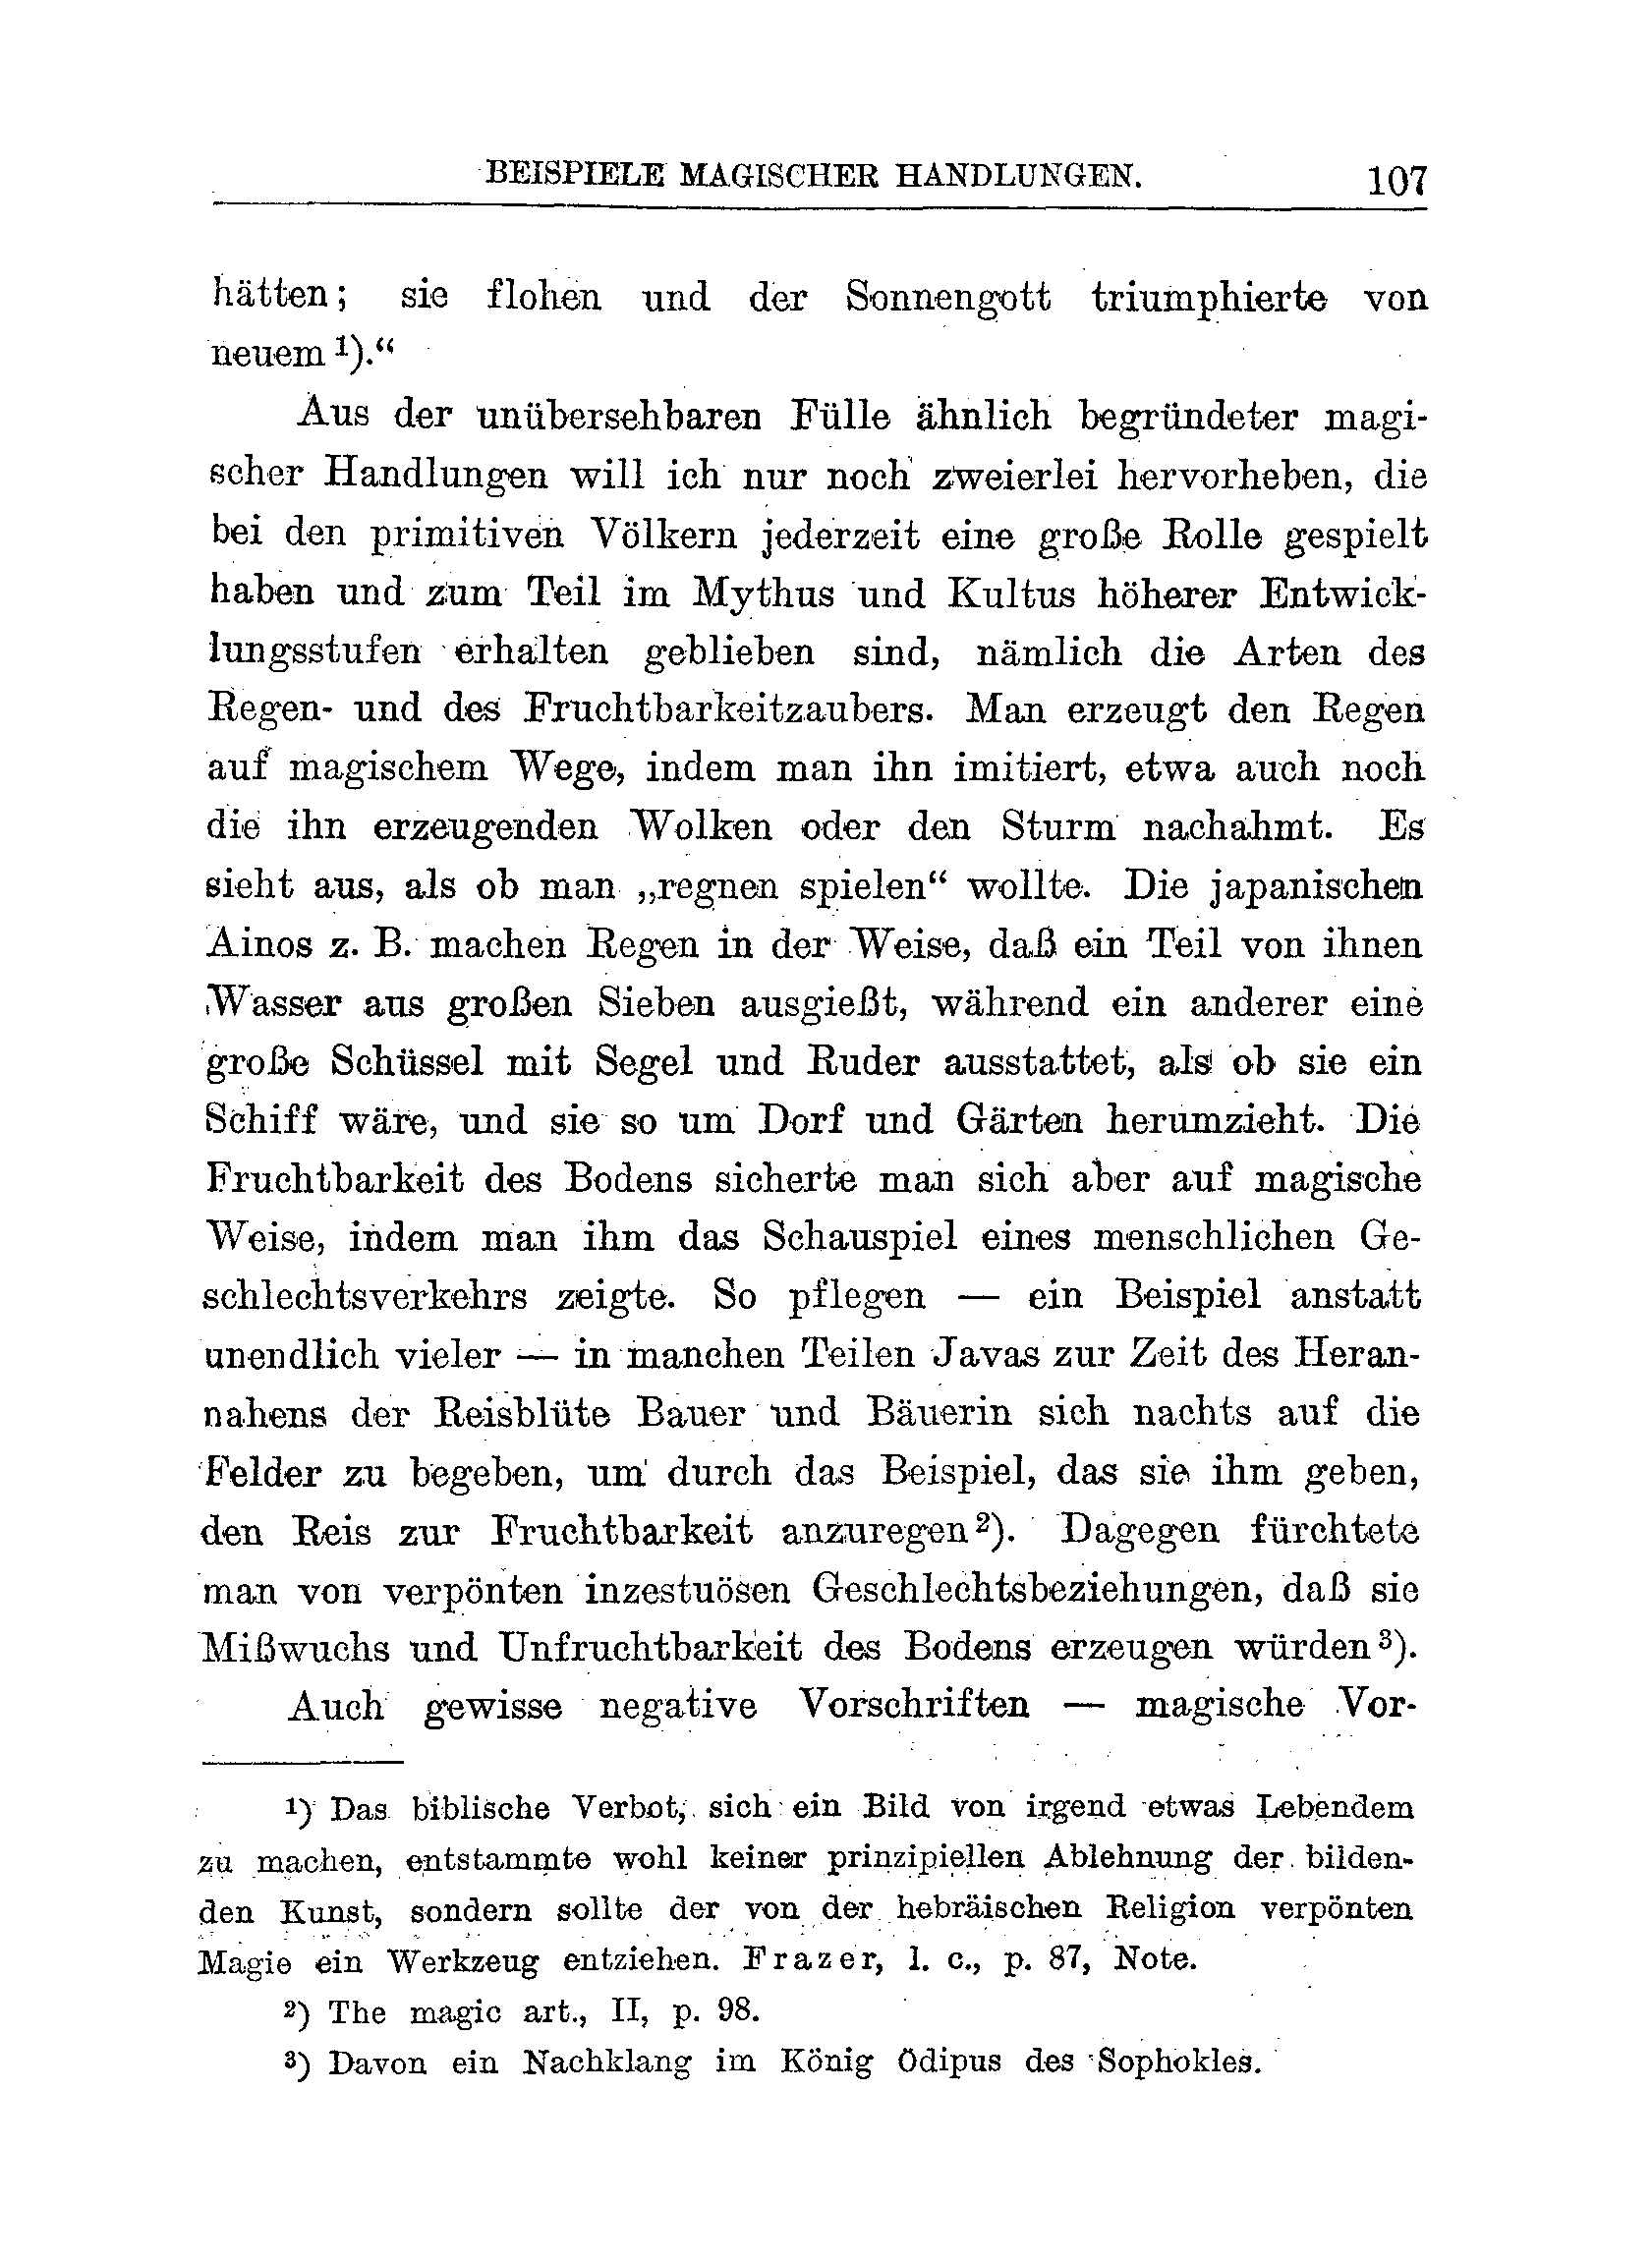 BEISPIELE MAGISCHER HANDLUNGEN. 107
hätten; sie flohen und der Sonnengott triumphierte von
neuem ¹).“
Aus der unübersehbaren Fülle ähnlich begründeter magi-
scher Handlungen will ich nur noch zweierlei hervorheben, die
bei den primitiven Völkern jederzeit eine große Rolle gespielt
haben und zum Teil im Mythus und Kultus höherer Entwick-
lungsstufen erhalten geblieben sind, nämlich die Arten des
Regen- und des Fruchtbarkeitzaubers. Man erzeugt den Regen
auf magischem Wege, indem man ihn imitiert, etwa auch noch
die ihn erzeugenden Wolken oder den Sturm nachahmt. Es
sieht aus, als ob man „regnen spielen“ wollte. Die japanischen
Ainos z. B. machen Regen in der Weise, daß ein Teil von ihnen
Wasser aus großen Sieben ausgießt, während ein anderer eine
große Schüssel mit Segel und Ruder ausstattet, als ob sie ein
Schiff wäre, und sie so um Dorf und Gärten herumzieht. Die
Fruchtbarkeit des Bodens sicherte man sich aber auf magische
Weise, indem man ihm das Schauspiel eines menschlichen Ge-
schlechtsverkehrs zeigte. So pflegen — ein Beispiel anstatt
unendlich vieler — in manchen Teilen Javas zur Zeit des Heran-
nahens der Reisblüte Bauer und Bäuerin sich nachts auf die
Felder zu begeben, um durch das Beispiel, das sie ihm geben,
den Reis zur Fruchtbarkeit anzuregen ²). Dagegen fürchtete
man von verpönten inzestuösen Geschlechtsbeziehungen, daß sie
Mißwuchs und Unfruchtbarkeit des Bodens erzeugen würden ³).
Auch gewisse negative Vorschriften — magische Vor-
¹) Das biblische Verbot, sich ein Bild von irgend etwas Lebendem
zu machen, entstammte wohl keiner prinzipiellen Ablehnung der bilden-
den Kunst, sondern sollte der von der hebräischen Religion verpönten
Magie ein Werkzeug entziehen. Frazer, l. c., p. 87, Note.
²) The magic art., II, p. 98.
³) Davon ein Nachklang im König Ödipus des Sophokles.